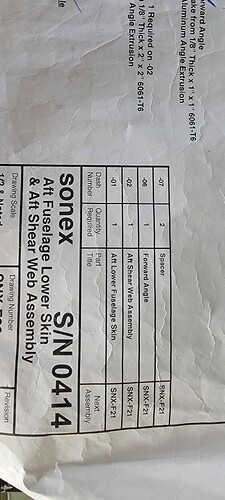 orward Angle
ake from 1/8" Thick x 1" x 1" 6061-T6
luminum Angle Extrusion
1 Required on -02
1/8" Thick x 2" x 2" 6061-T6
Angle Extrusion
-07 2 Spacer SNX-F21
-06 1 Forward Angle SNX-F21
-02 1 Aft Shear Web Assembly SNX-F21
-01 1 Aft Lower Fuselage Skin SNX-F21
Dash Number Quantity Required Part Title Next Assembly
sonex S/N 0414
Aft Fuselage Lower Skin
& Aft Shear Web Assembly
Drawing Scale Drawing Number Revision